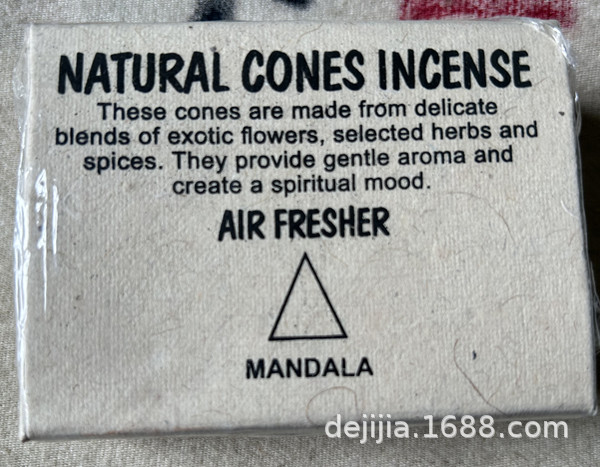 NATURAL CONES INCENSE
These cones are made from delicate
blends of exotic flowers, selected herbs and
spices. They provide gentle aroma and
create a spiritual mood.
AIR FRESHER
MANDALA
dejijia.1688.com